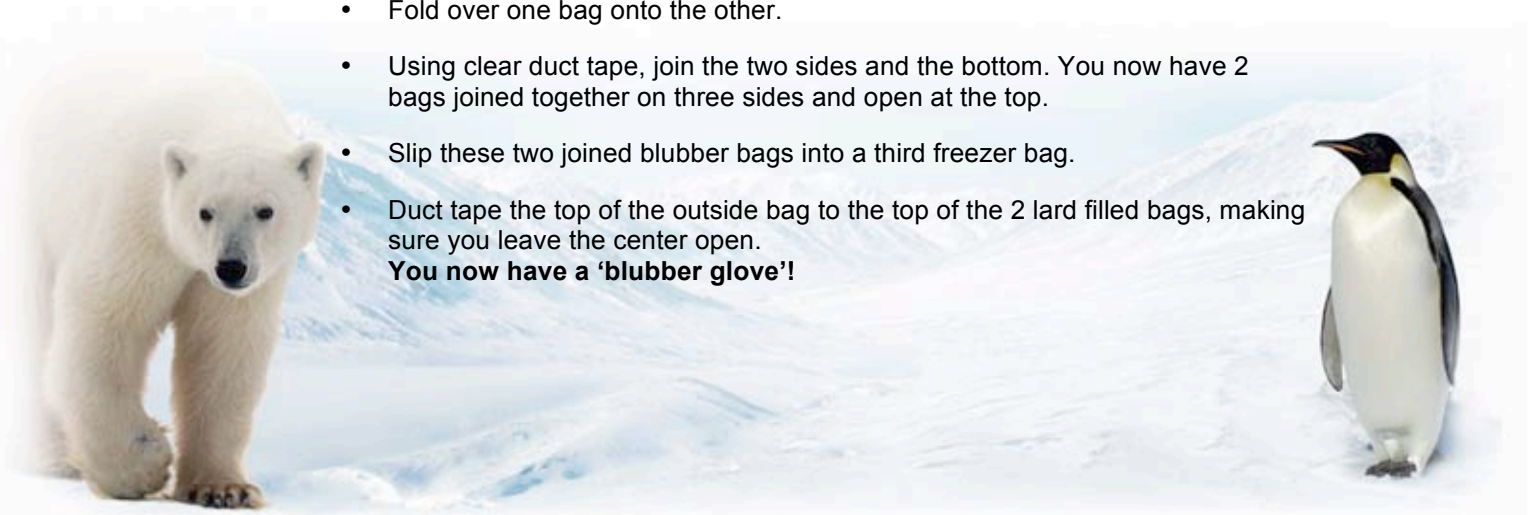 • Fold over one bag onto the other.
• Using clear duct tape, join the two sides and the bottom. You now have 2
bags joined together on three sides and open at the top.
• Slip these two joined blubber bags into a third freezer bag.
• Duct tape the top of the outside bag to the top of the 2 lard filled bags, making
sure you leave the center open.
You now have a ‘blubber glove’!